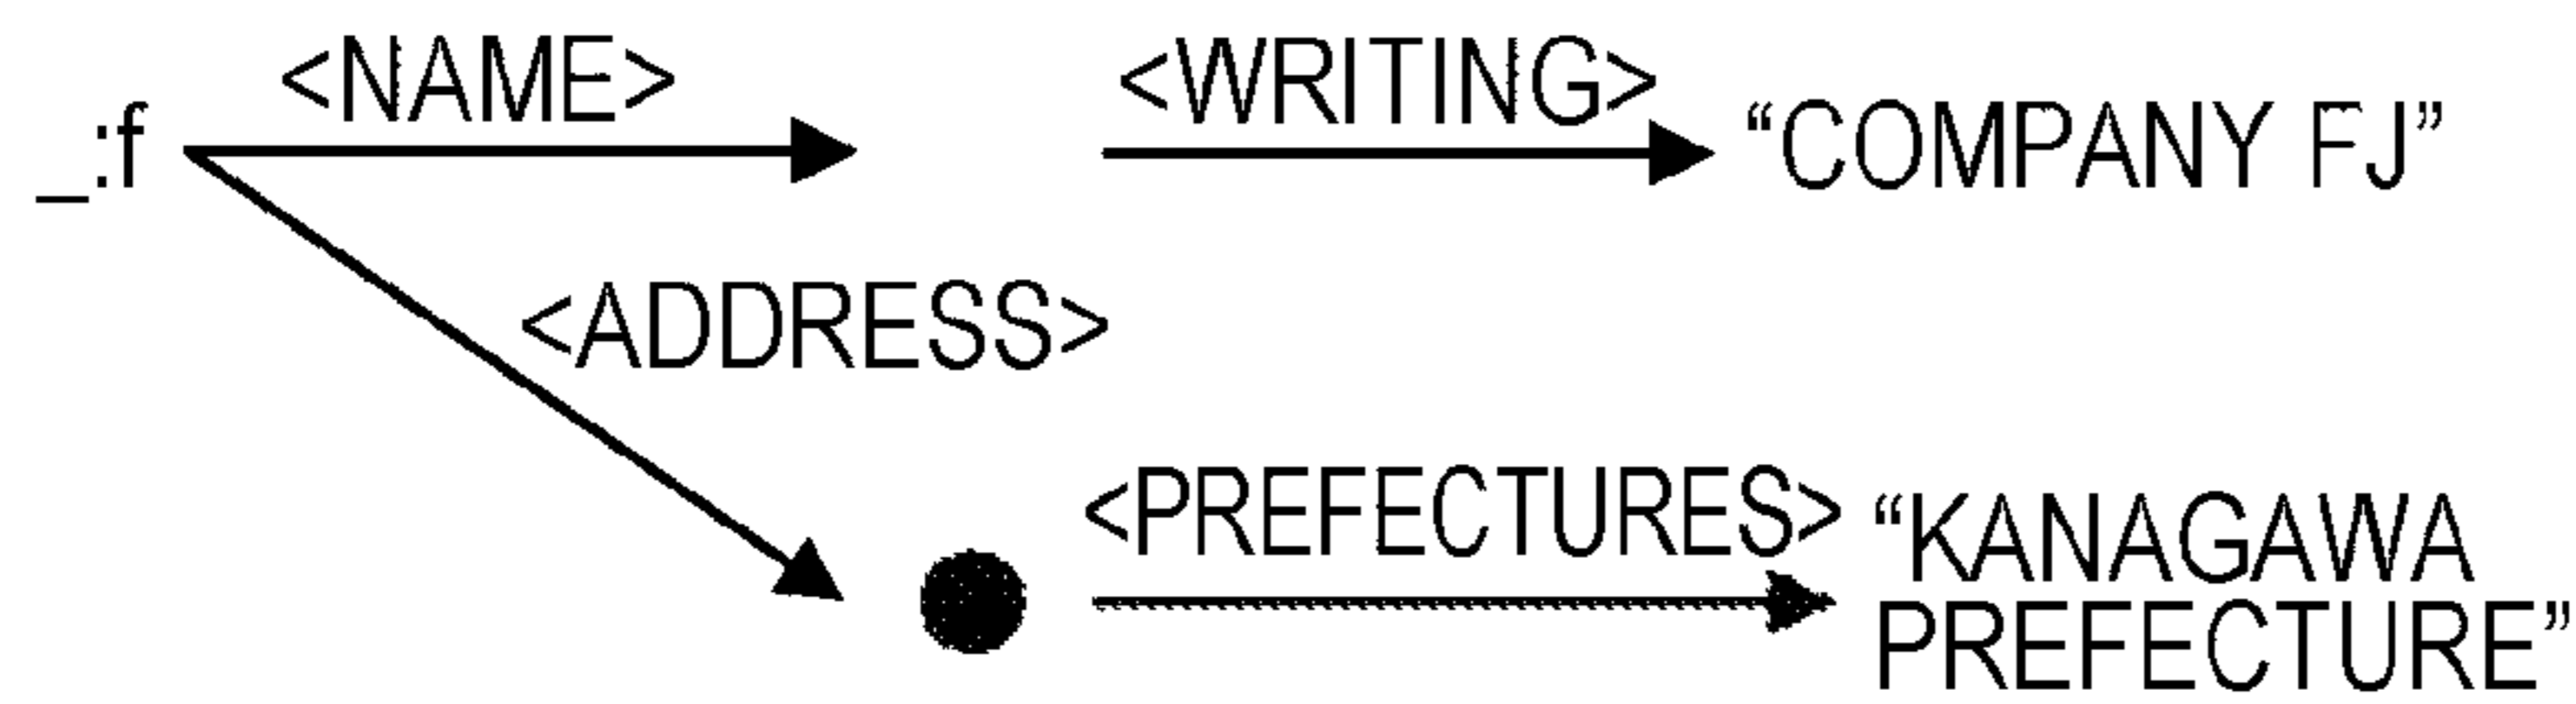 <NAME> <WRITING>
_:f “COMPANY FJ”
<ADDRESS>
<PREFECTURES> “KANAGAWA
PREFECTURE”